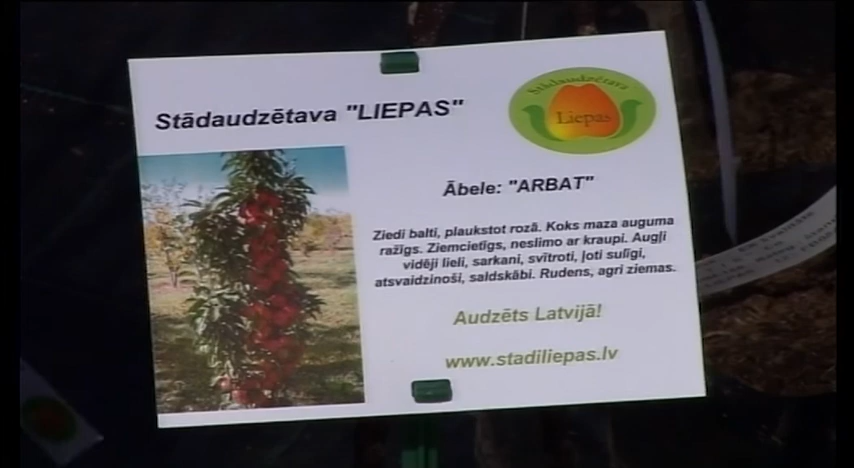 Stādaudzētava "LIEPAS"
Stādaudzētava
Liepas
Ābele: "ARBAT"
Ziedi balti, plaukstot rozā. Koks maza auguma
ražīgs. Ziemcietīgs, neslimo ar kraupi. Augļi
vidēji lieli, sarkani, svītroti, ļoti sulīgi,
atsvaidzinoši, saldskābi. Rudens, agri ziemas.
Audzēts Latvijā!
www.stadiliepas.lv